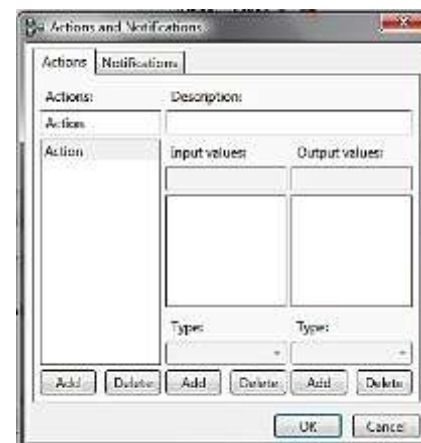 Actions and Notifications
Actions Notifications
Actions: Description:
Action
Action Input values: Output values:
Type: Type:
Add Delete Add Delete Add Delete
OK Cancel